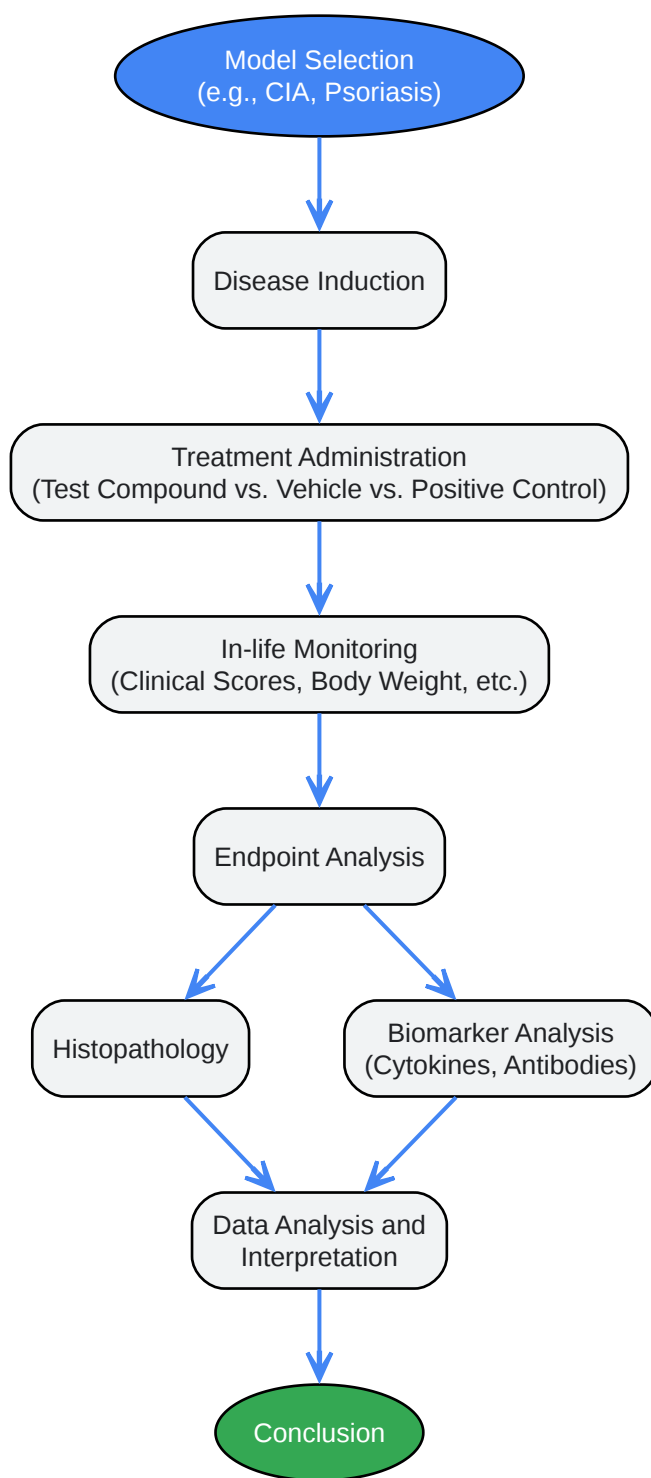 Model Selection
(e.g., CIA, Psoriasis)
Disease Induction
Treatment Administration
(Test Compound vs. Vehicle vs. Positive Control)
In-life Monitoring
(Clinical Scores, Body Weight, etc.)
Endpoint Analysis
Histopathology
Biomarker Analysis
(Cytokines, Antibodies)
Data Analysis and
Interpretation
Conclusion